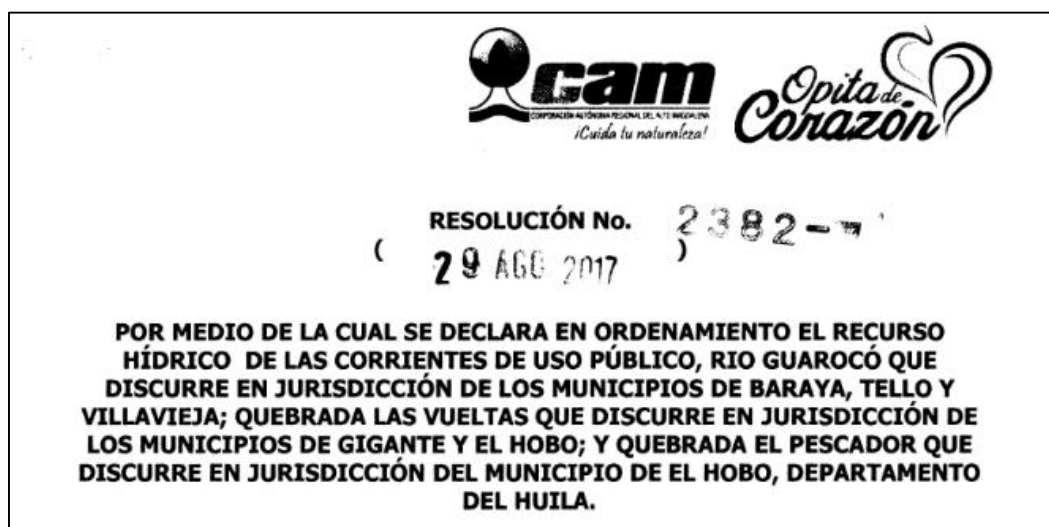 cam
CORPORACIÓN AUTÓNOMA REGIONAL DEL ALTO MAGDALENA
¡Cuida tu naturaleza!
Opita de
Corazón
RESOLUCIÓN No. 2382--
( 29 AGO 2017 )
POR MEDIO DE LA CUAL SE DECLARA EN ORDENAMIENTO EL RECURSO
HÍDRICO DE LAS CORRIENTES DE USO PÚBLICO, RIO GUAROCÓ QUE
DISCURRE EN JURISDICCIÓN DE LOS MUNICIPIOS DE BARAYA, TELLO Y
VILLAVIEJA; QUEBRADA LAS VUELTAS QUE DISCURRE EN JURISDICCIÓN DE
LOS MUNICIPIOS DE GIGANTE Y EL HOBO; Y QUEBRADA EL PESCADOR QUE
DISCURRE EN JURISDICCIÓN DEL MUNICIPIO DE EL HOBO, DEPARTAMENTO
DEL HUILA.